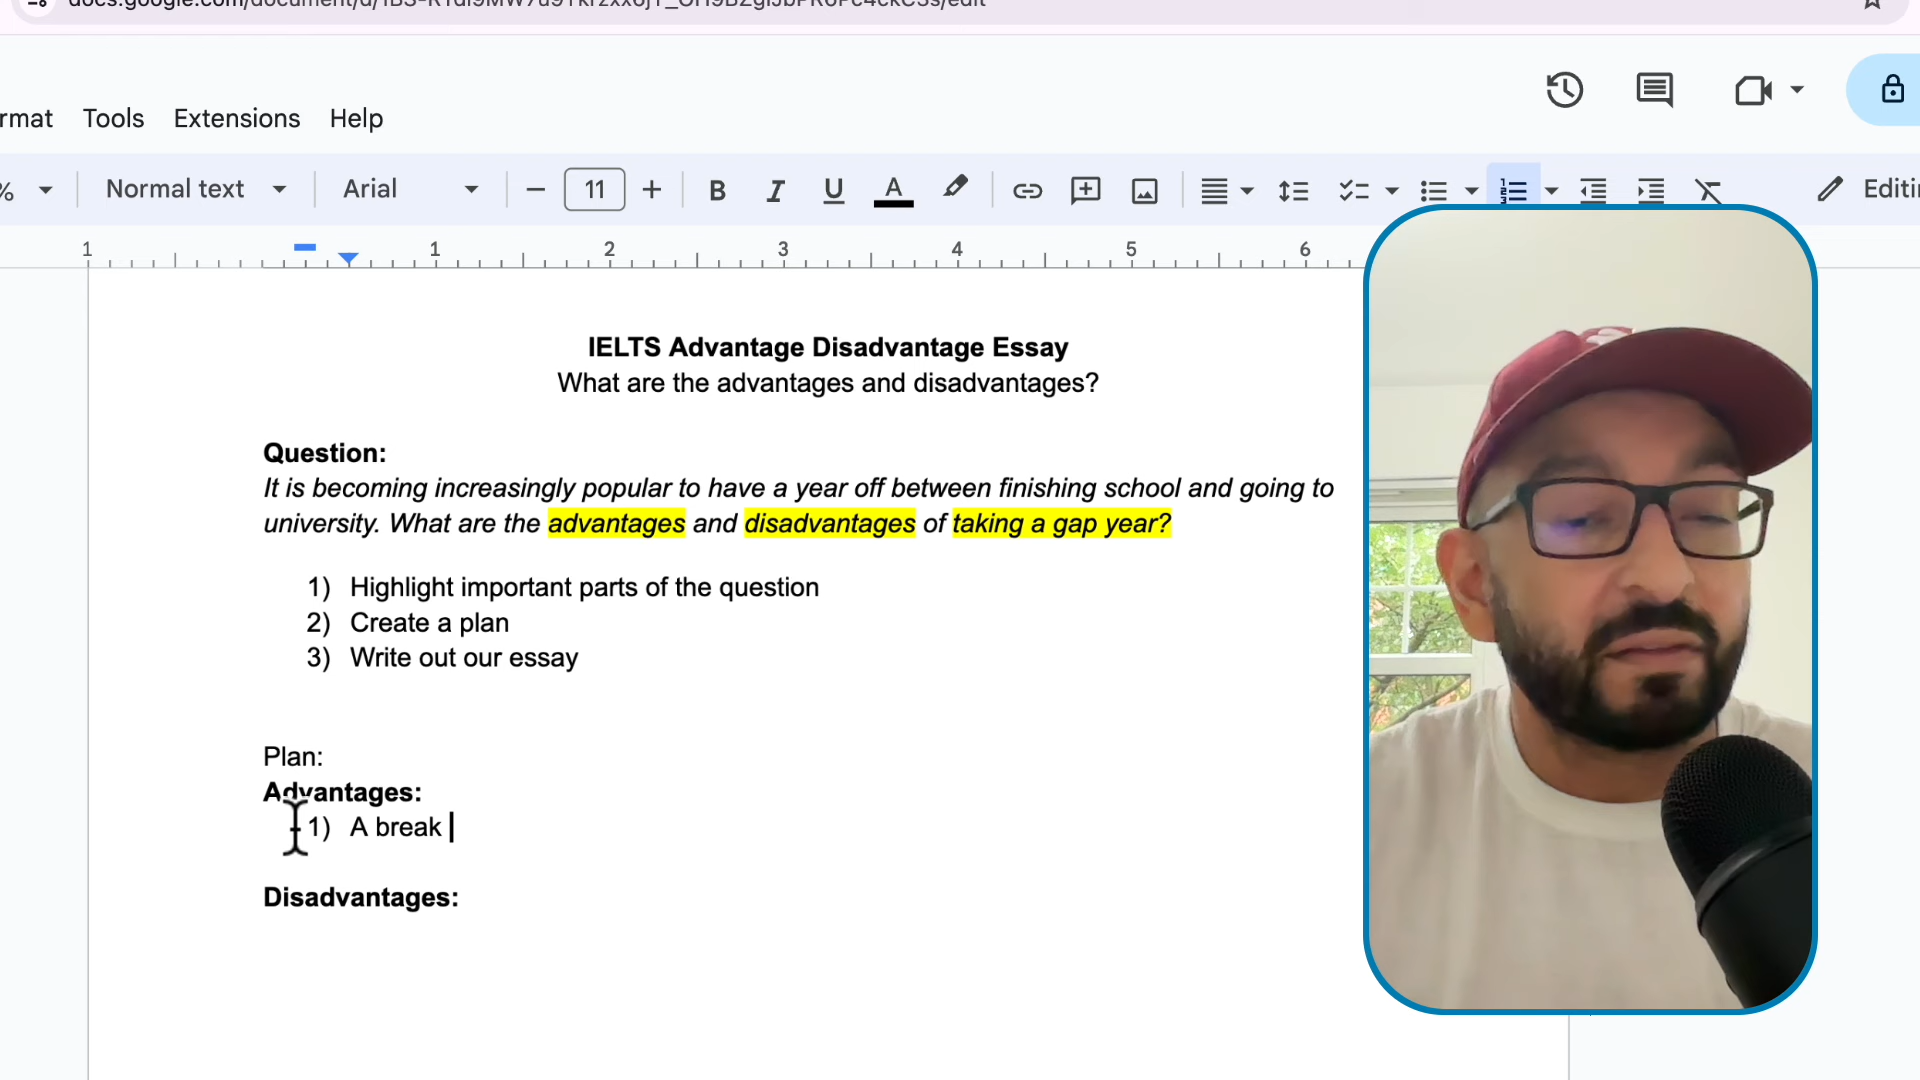 Tools Extensions Help
Normal text Arial 11
1 1 2 3 4 5 6
IELTS Advantage Disadvantage Essay
What are the advantages and disadvantages?
Question:
It is becoming increasingly popular to have a year off between finishing school and going to
university. What are the advantages and disadvantages of taking a gap year?
1) Highlight important parts of the question
2) Create a plan
3) Write out our essay
Plan:
Advantages:
1) A break
Disadvantages: